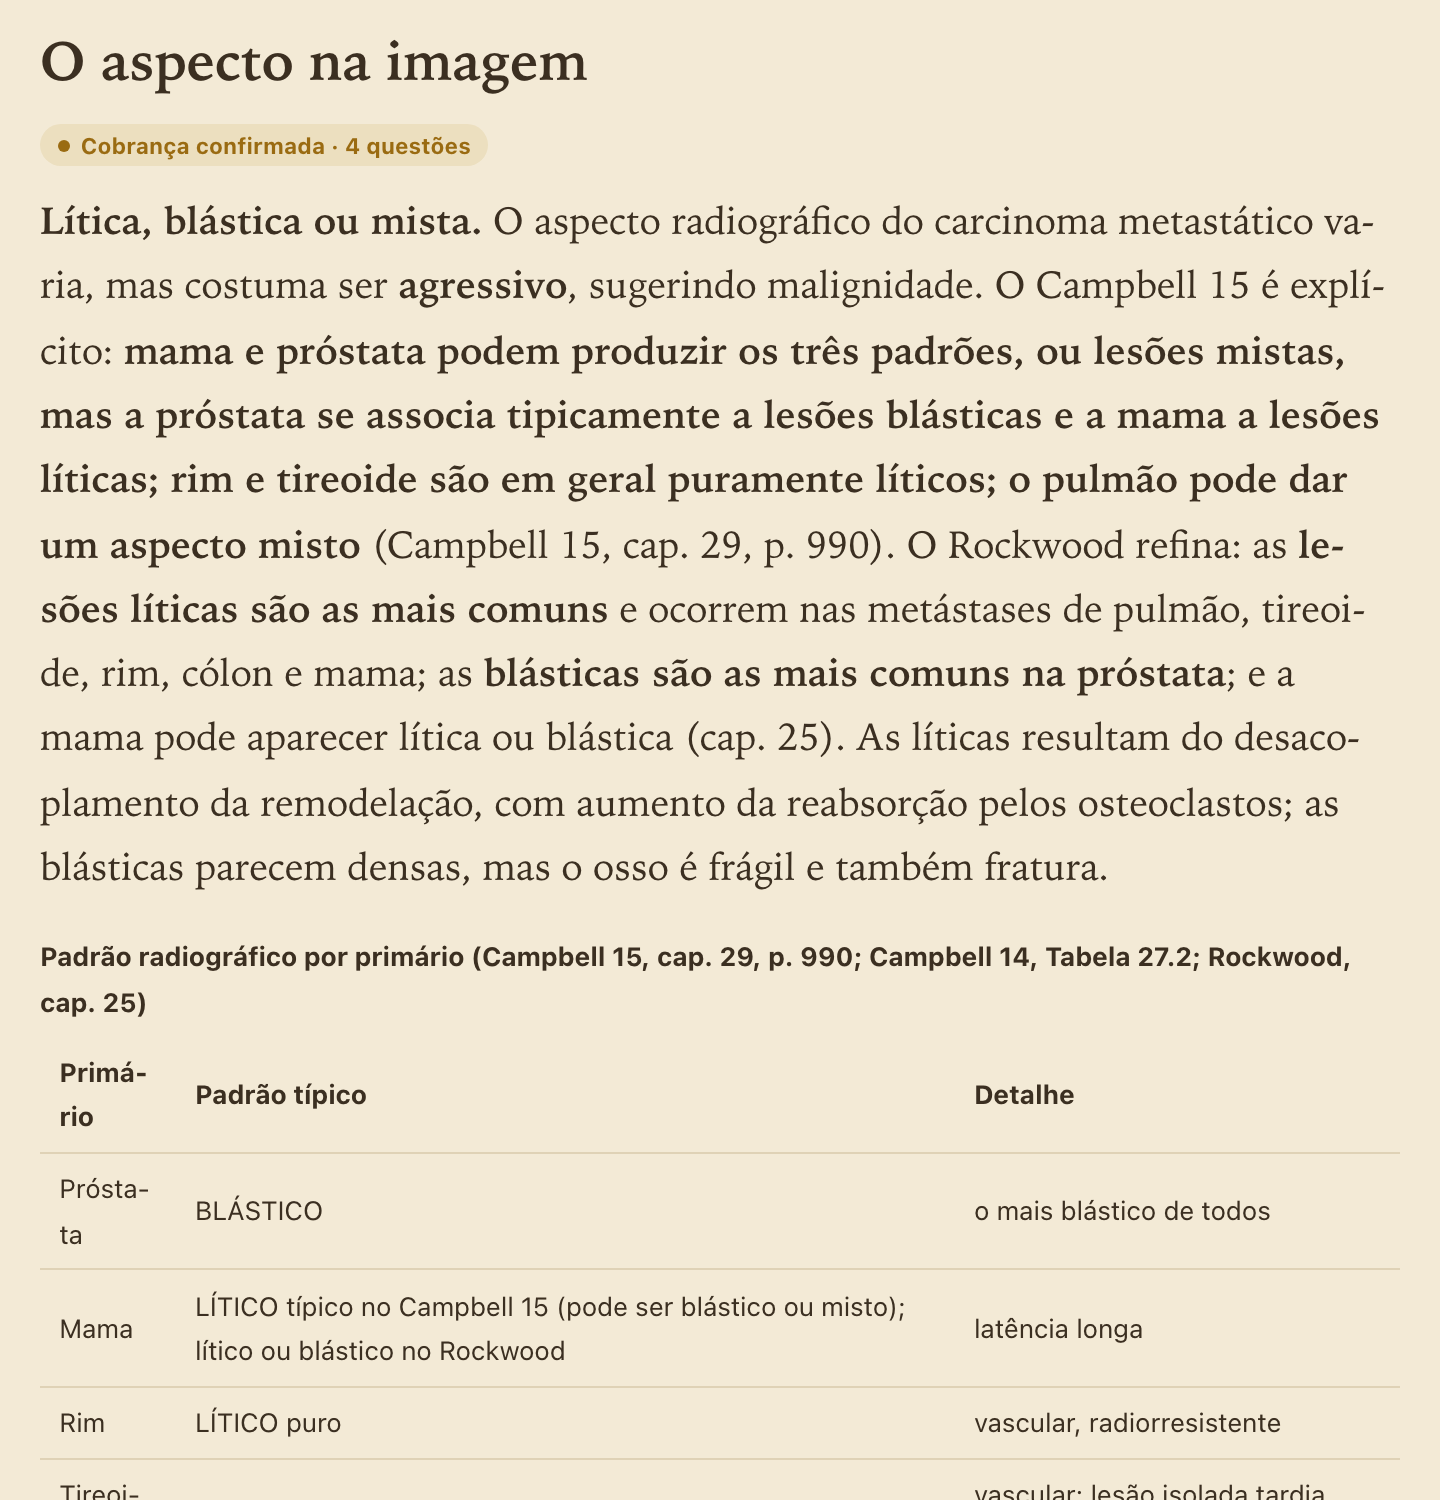 O aspecto na imagem
Cobrança confirmada · 4 questões
Lítica, blástica ou mista. O aspecto radiográfico do carcinoma metastático va-
ria, mas costuma ser agressivo, sugerindo malignidade. O Campbell 15 é explí-
cito: mama e próstata podem produzir os três padrões, ou lesões mistas,
mas a próstata se associa tipicamente a lesões blásticas e a mama a lesões
líticas; rim e tireoide são em geral puramente líticos; o pulmão pode dar
um aspecto misto (Campbell 15, cap. 29, p. 990). O Rockwood refina: as le-
sões líticas são as mais comuns e ocorrem nas metástases de pulmão, tireoi-
de, rim, cólon e mama; as blásticas são as mais comuns na próstata; e a
mama pode aparecer lítica ou blástica (cap. 25). As líticas resultam do desaco-
plamento da remodelação, com aumento da reabsorção pelos osteoclastos; as
blásticas parecem densas, mas o osso é frágil e também fratura.
Padrão radiográfico por primário (Campbell 15, cap. 29, p. 990; Campbell 14, Tabela 27.2; Rockwood,
cap. 25)
Primá-
rio
Padrão típico
Detalhe
Prósta-
ta
BLÁSTICO
o mais blástico de todos
Mama
LÍTICO típico no Campbell 15 (pode ser blástico ou misto);
lítico ou blástico no Rockwood
latência longa
Rim
LÍTICO puro
vascular, radiorresistente
Tireoi-
vascular; lesão isolada tardia